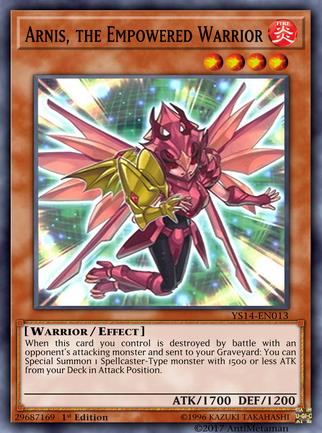 ARNIS, THE EMPOWERED WARRIOR
FIRE
炎
YS14-EN013
[WARRIOR / EFFECT]
When this card you control is destroyed by battle with an
opponent's attacking monster and sent to your Graveyard: You can
Special Summon 1 Spellcaster-Type monster with 1500 or less ATK
from your Deck in Attack Position.
ATK/1700 DEF/1200
29687169 1st Edition ©1996 KAZUKI TAKAHASHI
©2017 AntiMetaman